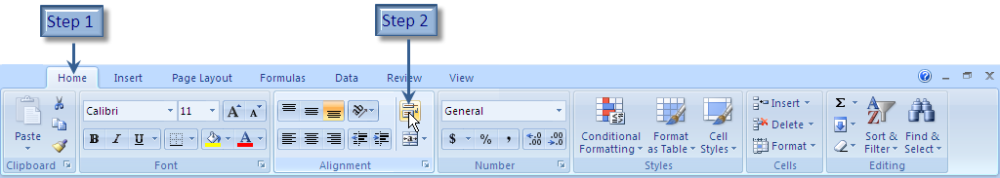 Step 1
Step 2
Home Insert Page Layout Formulas Data Review View
Calibri 11 General Insert Σ
Paste Conditional Formatting Format as Table Cell Styles Delete Sort & Filter Find & Select
B I U A $ % , .0 .00 .00 .0 Format
Clipboard Font Alignment Number Styles Cells Editing